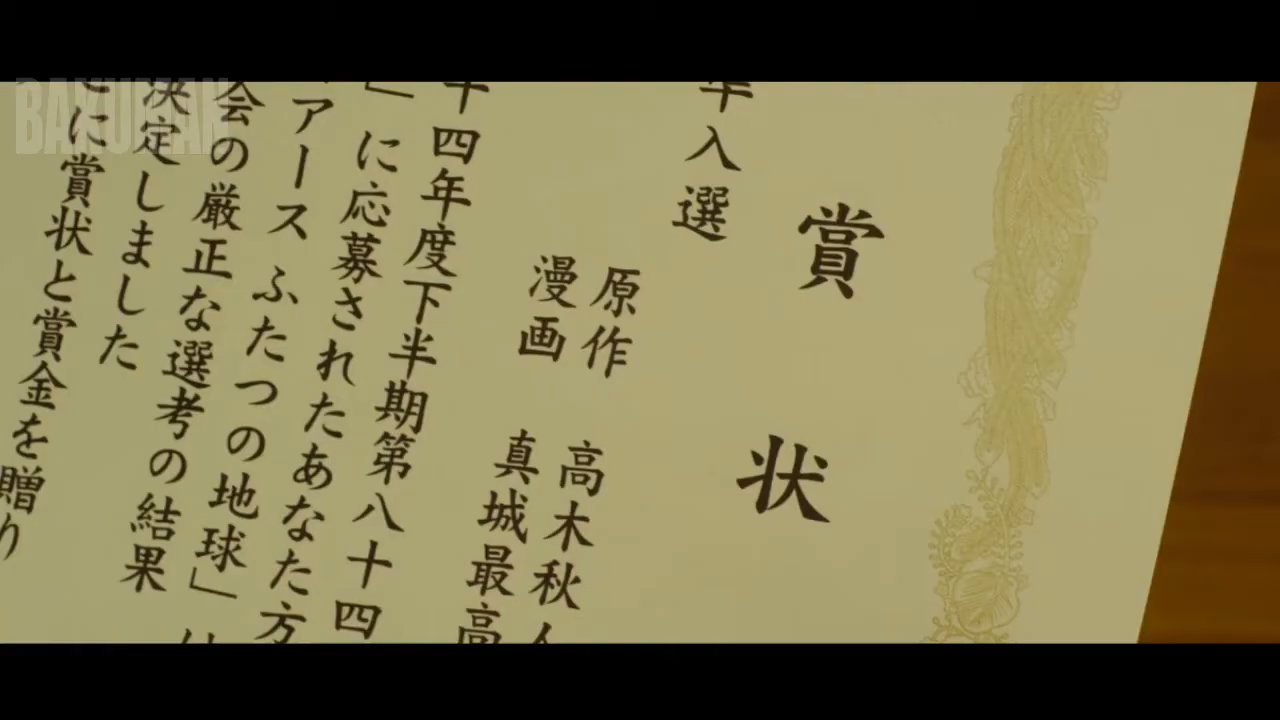 BAKUMAN
賞状
入選
原作 高木秋
漫画 真城最高
四年度下半期第八十四
」に応募されたあなた方
アース ふたつの地球」
会の厳正な選考の結果
決定しました
に賞状と賞金を贈り